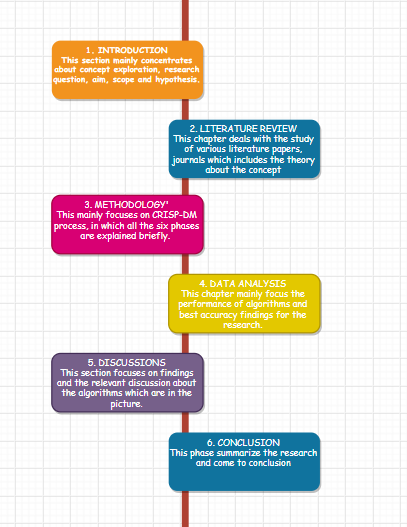 1. INTRODUCTION
This section mainly concentrates
about concept exploration, research
question, aim, scope and hypothesis.
2. LITERATURE REVIEW
This chapter deals with the study
of various literature papers,
journals which includes the theory
about the concept
3. METHODOLOGY'
This mainly focuses on CRISP-DM
process, in which all the six phases
are explained briefly.
4. DATA ANALYSIS
This chapter mainly focus the
performance of algorithms and
best accuracy findings for the
research.
5. DISCUSSIONS
This section focuses on findings
and the relevant discussion about
the algorithms which are in the
picture.
6. CONCLUSION
This phase summarize the research
and come to conclusion